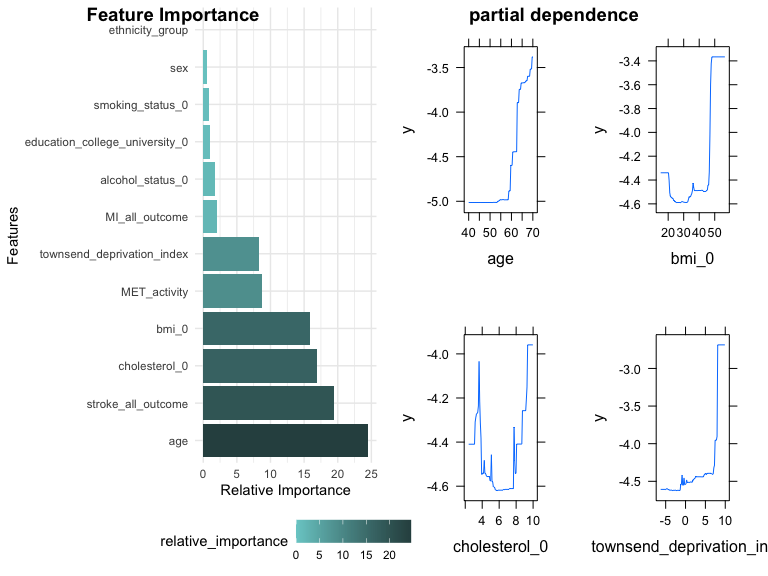 Feature Importance
partial dependence
Features
ethnicity_group
sex
smoking_status_0
education_college_university_0
alcohol_status_0
MI_all_outcome
townsend_deprivation_index
MET_activity
bmi_0
cholesterol_0
stroke_all_outcome
age
0 5 10 15 20 25
Relative Importance
relative_importance
0 5 10 15 20
y
-3.5
-4.0
-4.5
-5.0
40 50 60 70
age
y
-3.4
-3.6
-3.8
-4.0
-4.2
-4.4
-4.6
20 30 40 50
bmi_0
y
-4.0
-4.2
-4.4
-4.6
4 6 8 10
cholesterol_0
y
-3.0
-3.5
-4.0
-4.5
-5 0 5 10
townsend_deprivation_in